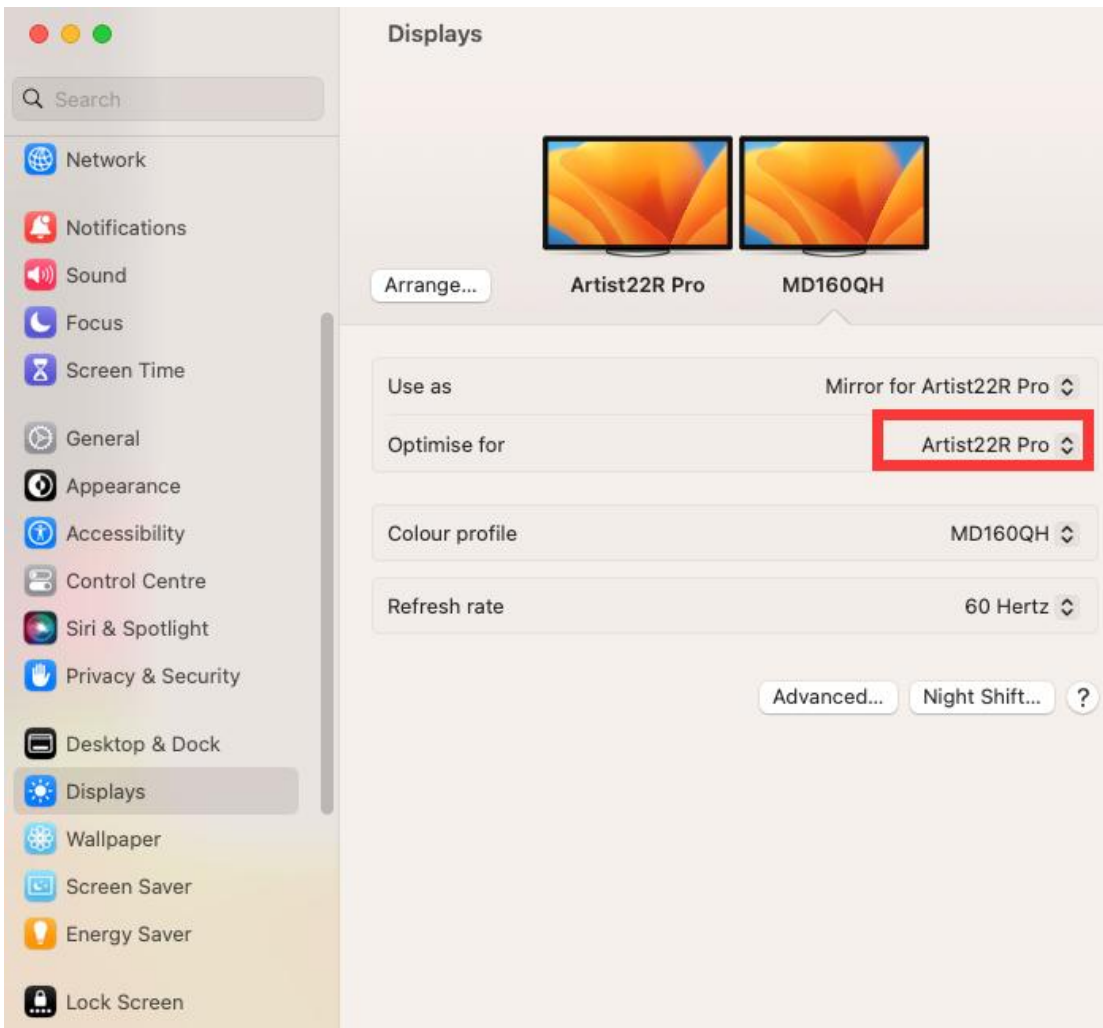 Displays
Search
Network
Notifications
Sound
Focus
Screen Time
General
Appearance
Accessibility
Control Centre
Siri & Spotlight
Privacy & Security
Desktop & Dock
Displays
Wallpaper
Screen Saver
Energy Saver
Lock Screen
Arrange... Artist22R Pro MD160QH
Use as Mirror for Artist22R Pro
Optimise for Artist22R Pro
Colour profile MD160QH
Refresh rate 60 Hertz
Advanced... Night Shift... ?